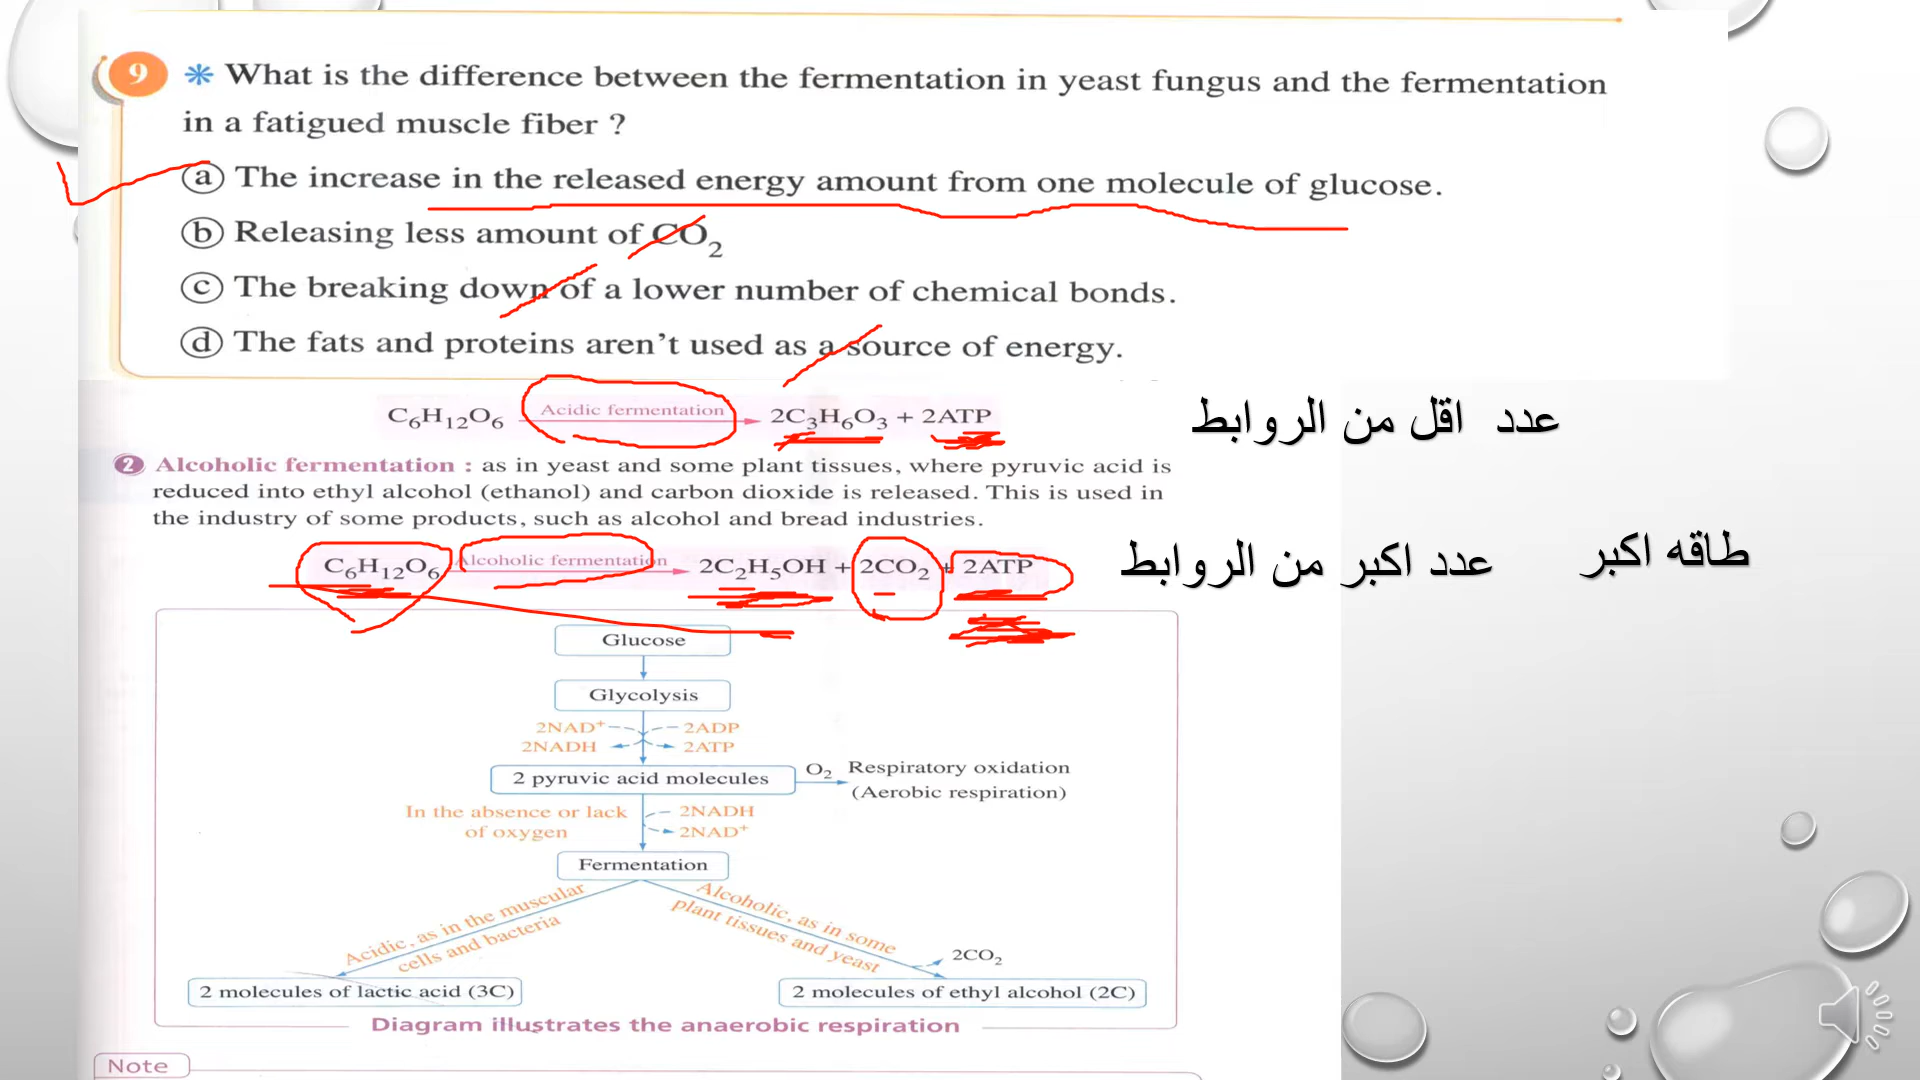 9 * What is the difference between the fermentation in yeast fungus and the fermentation
in a fatigued muscle fiber ?
a The increase in the released energy amount from one molecule of glucose.
b Releasing less amount of CO₂
c The breaking down of a lower number of chemical bonds.
d The fats and proteins aren't used as a source of energy.
C₆H₁₂O₆ Acidic fermentation 2C₃H₆O₃ + 2ATP
عدد اقل من الروابط
2 Alcoholic fermentation : as in yeast and some plant tissues, where pyruvic acid is
reduced into ethyl alcohol (ethanol) and carbon dioxide is released. This is used in
the industry of some products, such as alcohol and bread industries.
C₆H₁₂O₆ Alcoholic fermentation 2C₂H₅OH + 2CO₂ + 2ATP
عدد اكبر من الروابط
طاقه اكبر
Glucose
Glycolysis
2NAD⁺ 2ADP
2NADH 2ATP
2 pyruvic acid molecules
O₂ Respiratory oxidation
(Aerobic respiration)
In the absence or lack
of oxygen
2NADH
2NAD⁺
Fermentation
Acidic, as in the muscular
cells and bacteria
Alcoholic, as in some
plant tissues and yeast
2CO₂
2 molecules of lactic acid (3C)
2 molecules of ethyl alcohol (2C)
Diagram illustrates the anaerobic respiration
Note